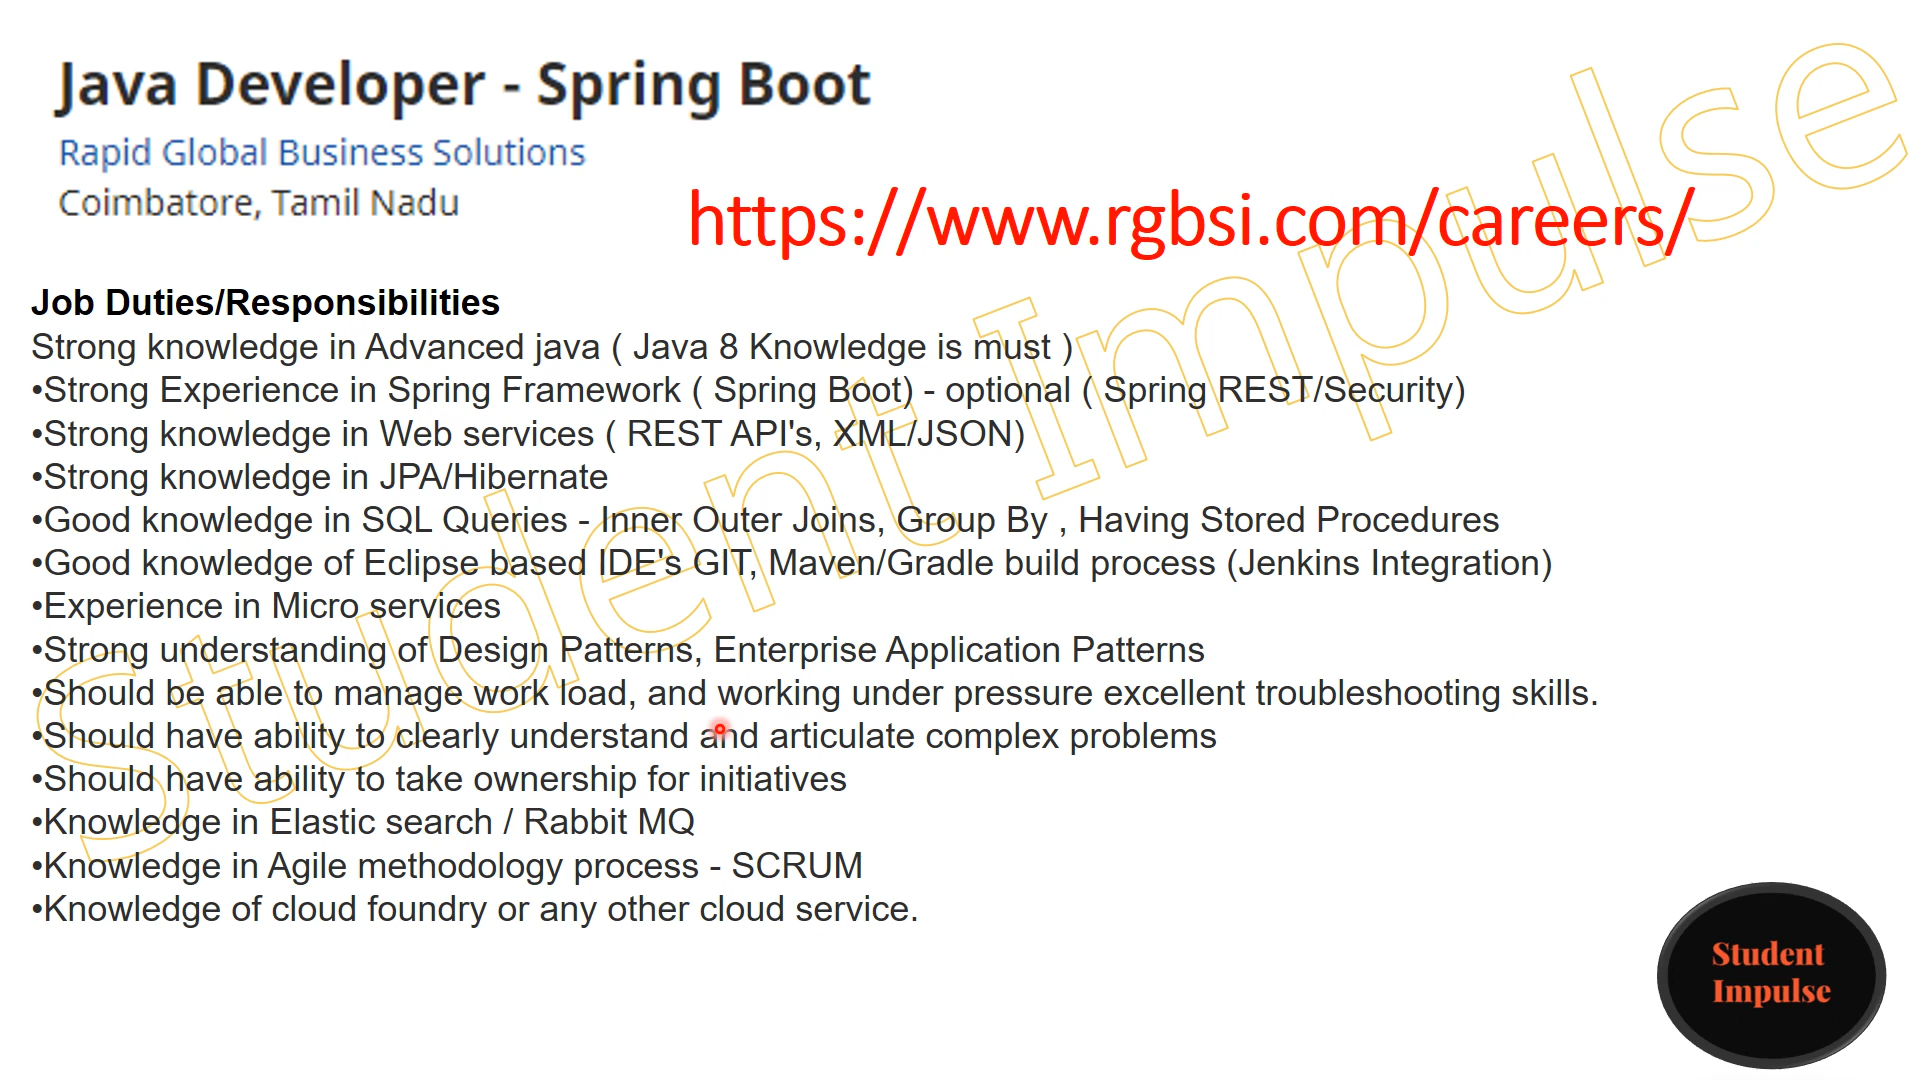 Java Developer - Spring Boot
Rapid Global Business Solutions
Coimbatore, Tamil Nadu
https://www.rgbsi.com/careers/
Job Duties/Responsibilities
Strong knowledge in Advanced java ( Java 8 Knowledge is must )
•Strong Experience in Spring Framework ( Spring Boot) - optional ( Spring REST/Security)
•Strong knowledge in Web services ( REST API's, XML/JSON)
•Strong knowledge in JPA/Hibernate
•Good knowledge in SQL Queries - Inner Outer Joins, Group By , Having Stored Procedures
•Good knowledge of Eclipse based IDE's GIT, Maven/Gradle build process (Jenkins Integration)
•Experience in Micro services
•Strong understanding of Design Patterns, Enterprise Application Patterns
•Should be able to manage work load, and working under pressure excellent troubleshooting skills.
•Should have ability to clearly understand and articulate complex problems
•Should have ability to take ownership for initiatives
•Knowledge in Elastic search / Rabbit MQ
•Knowledge in Agile methodology process - SCRUM
•Knowledge of cloud foundry or any other cloud service.
Student Impulse
Student
Impulse